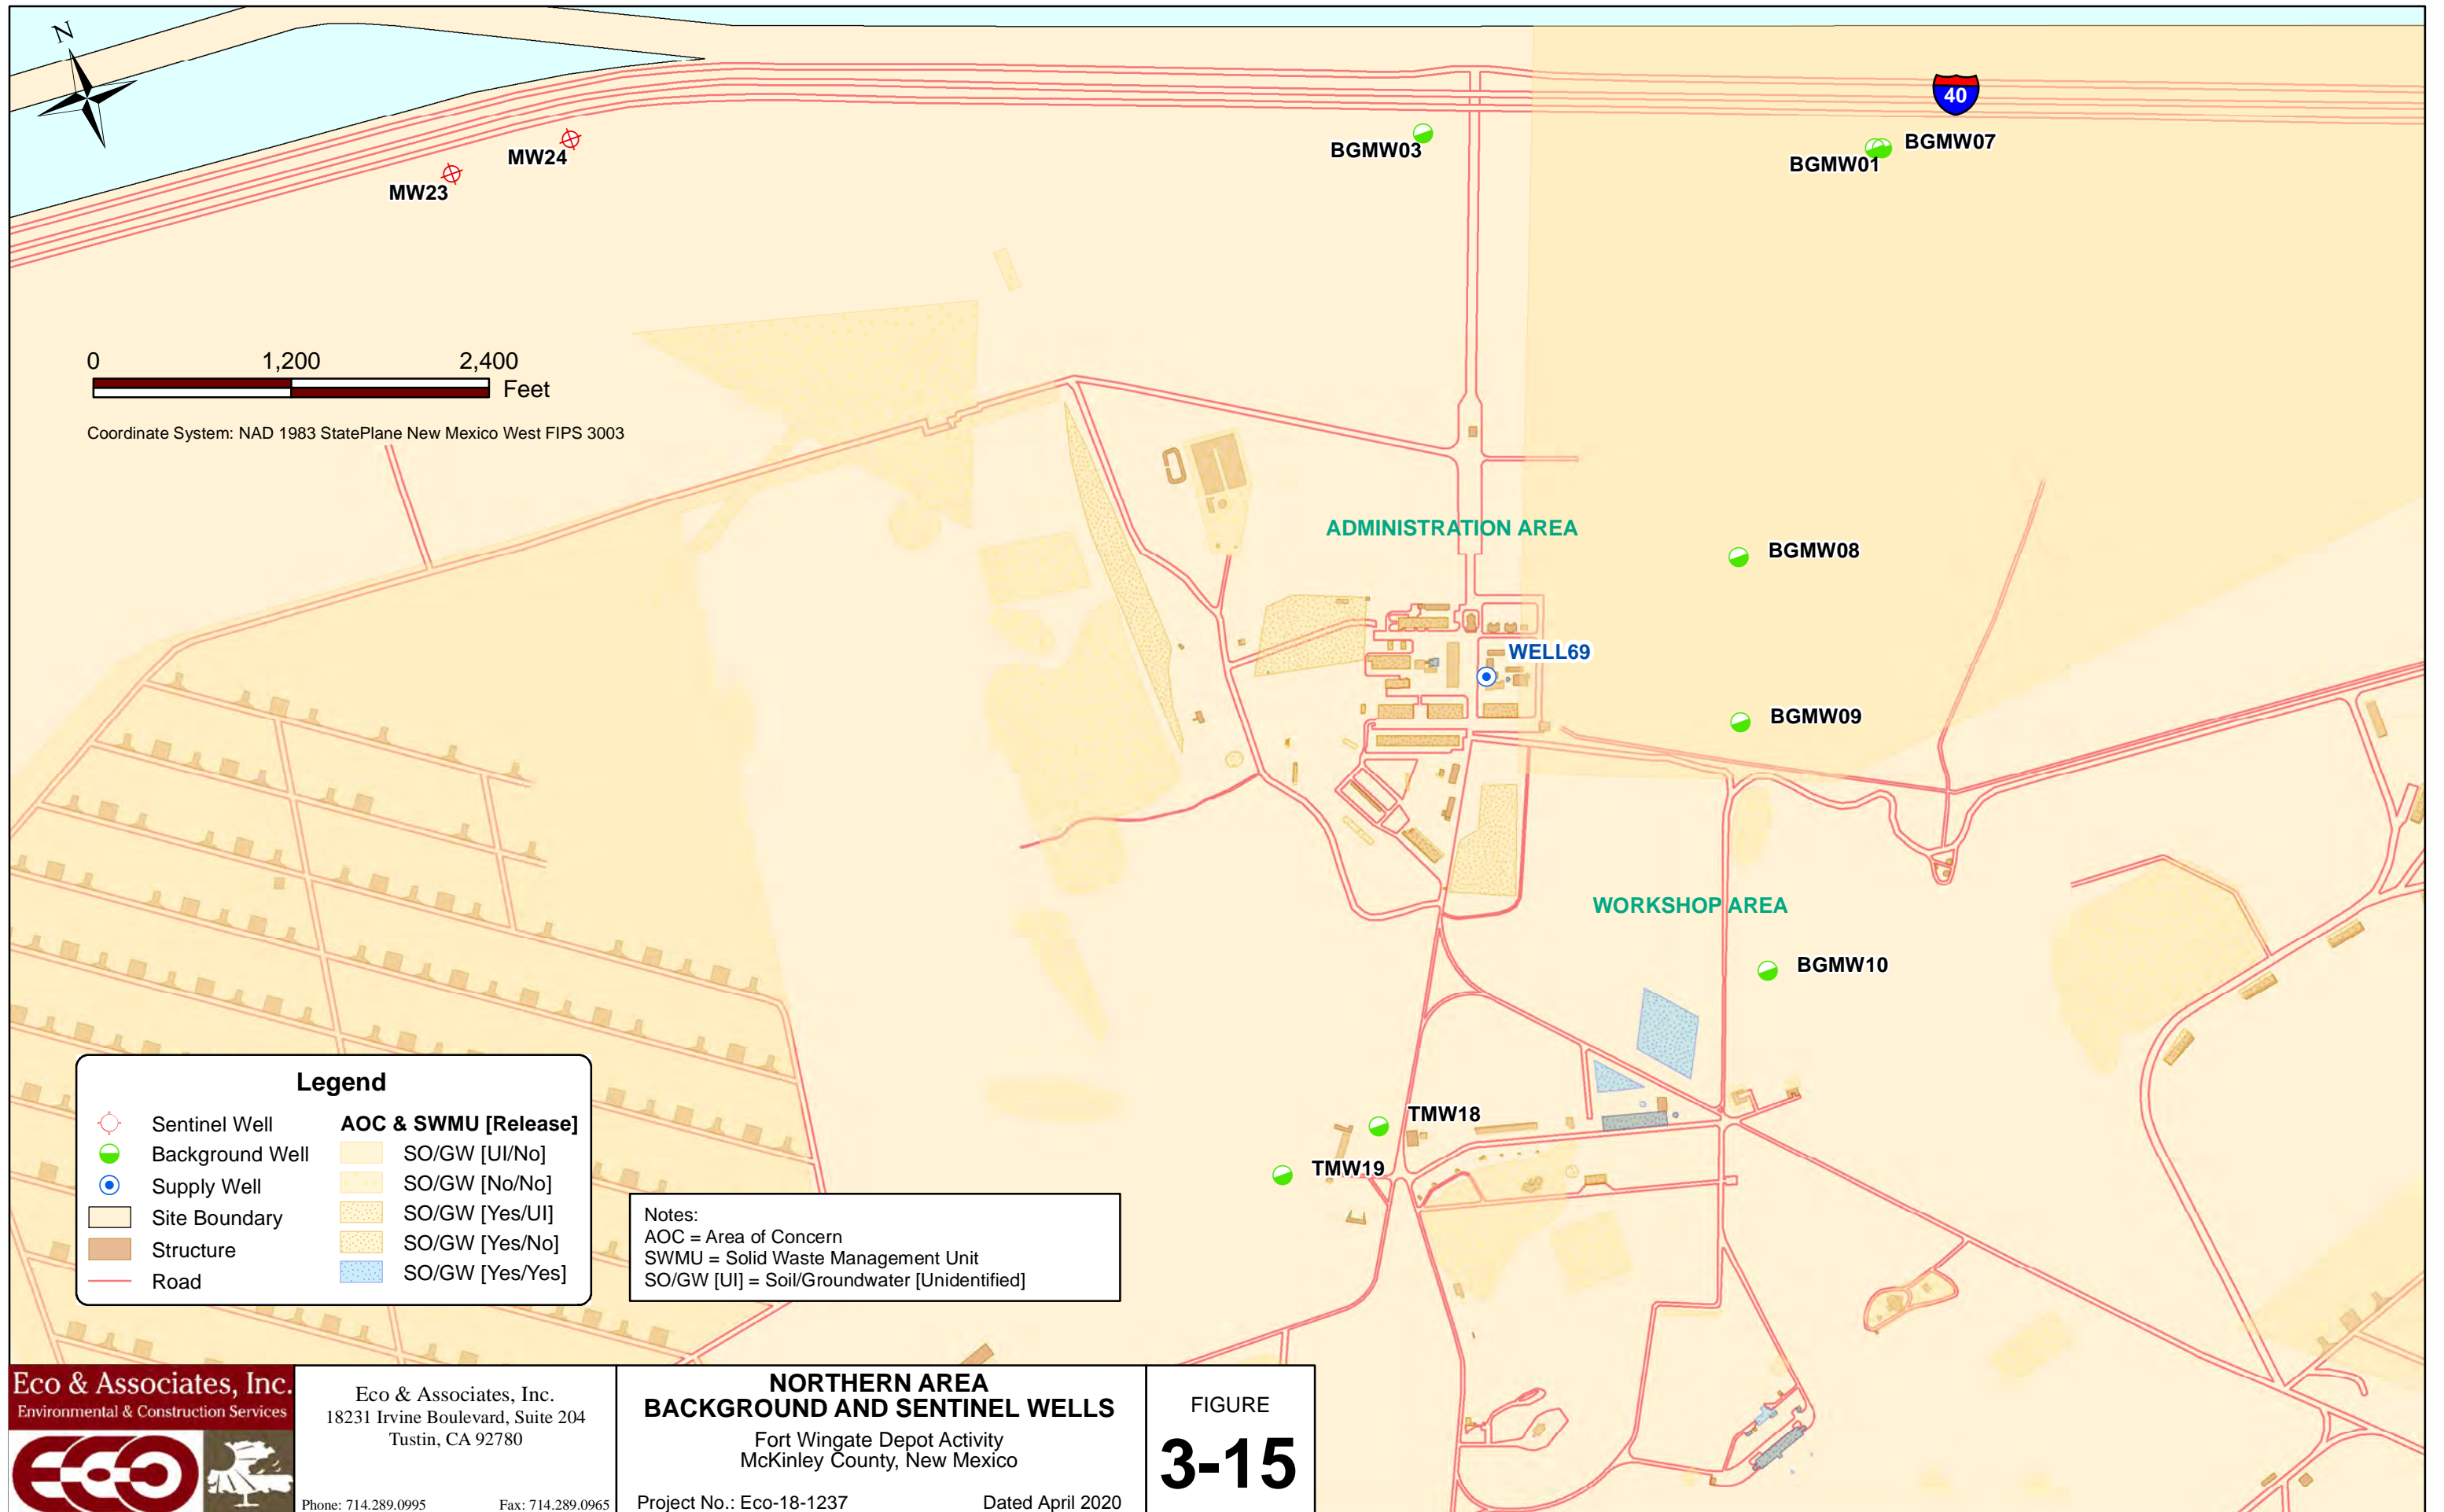 N
40
MW24
MW23
BGMW03
BGMW07
BGMW01
0 1,200 2,400
Feet
Coordinate System: NAD 1983 StatePlane New Mexico West FIPS 3003
ADMINISTRATION AREA
BGMW08
WELL69
BGMW09
WORKSHOP AREA
BGMW10
TMW18
TMW19
Legend
Sentinel Well
Background Well
Supply Well
Site Boundary
Structure
Road
AOC & SWMU [Release]
SO/GW [UI/No]
SO/GW [No/No]
SO/GW [Yes/UI]
SO/GW [Yes/No]
SO/GW [Yes/Yes]
Notes:
AOC = Area of Concern
SWMU = Solid Waste Management Unit
SO/GW [UI] = Soil/Groundwater [Unidentified]
Eco & Associates, Inc.
Environmental & Construction Services
eco
Eco & Associates, Inc.
18231 Irvine Boulevard, Suite 204
Tustin, CA 92780
Phone: 714.289.0995 Fax: 714.289.0965
NORTHERN AREA
BACKGROUND AND SENTINEL WELLS
Fort Wingate Depot Activity
McKinley County, New Mexico
Project No.: Eco-18-1237 Dated April 2020
FIGURE
3-15